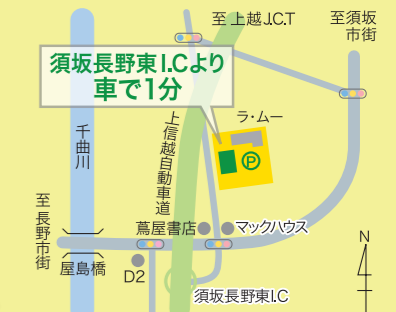 至 上越J.C.T
至須坂
市街
須坂長野東I.Cより
車で1分
ラ・ムー
千曲川
上信越自動車道
P
至 長野市街
蔦屋書店
マックハウス
屋島橋
D2
須坂長野東I.C
N